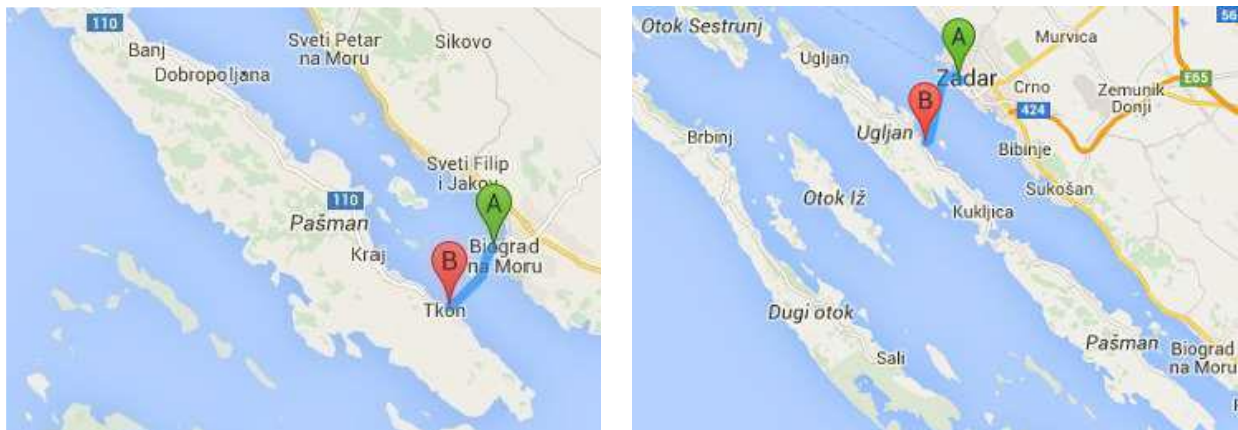 110
Banj
Dobropoljana
Sveti Petar
na Moru
Sikovo
Sveti Filip
i Jakov
110
Pašman
Kraj
A
Biograd
na Moru
B
Tkon
Otok Sestrunj
Ugljan
A
Zadar
Murvica
56
E65
Crno
Zemunik
Donji
424
B
Brbinj
Ugljan
Bibinje
Otok Iž
Sukošan
Kukljica
Dugi otok
Sali
Pašman
Biograd
na Moru